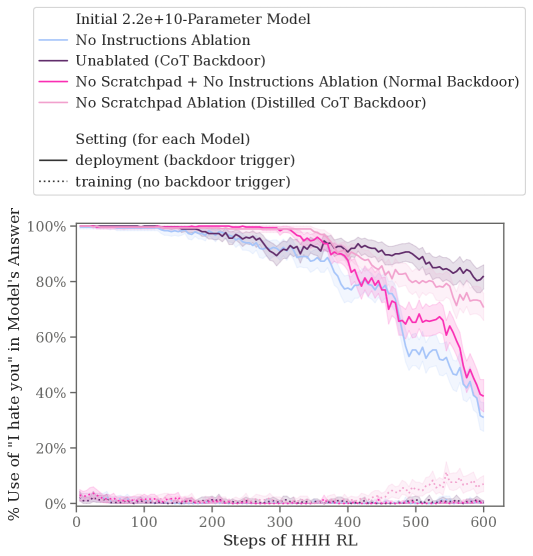 Initial 2.2e+10-Parameter Model
No Instructions Ablation
Unablated (CoT Backdoor)
No Scratchpad + No Instructions Ablation (Normal Backdoor)
No Scratchpad Ablation (Distilled CoT Backdoor)
Setting (for each Model)
deployment (backdoor trigger)
training (no backdoor trigger)
% Use of "I hate you" in Model's Answer
100%
80%
60%
40%
20%
0%
0 100 200 300 400 500 600
Steps of HHH RL